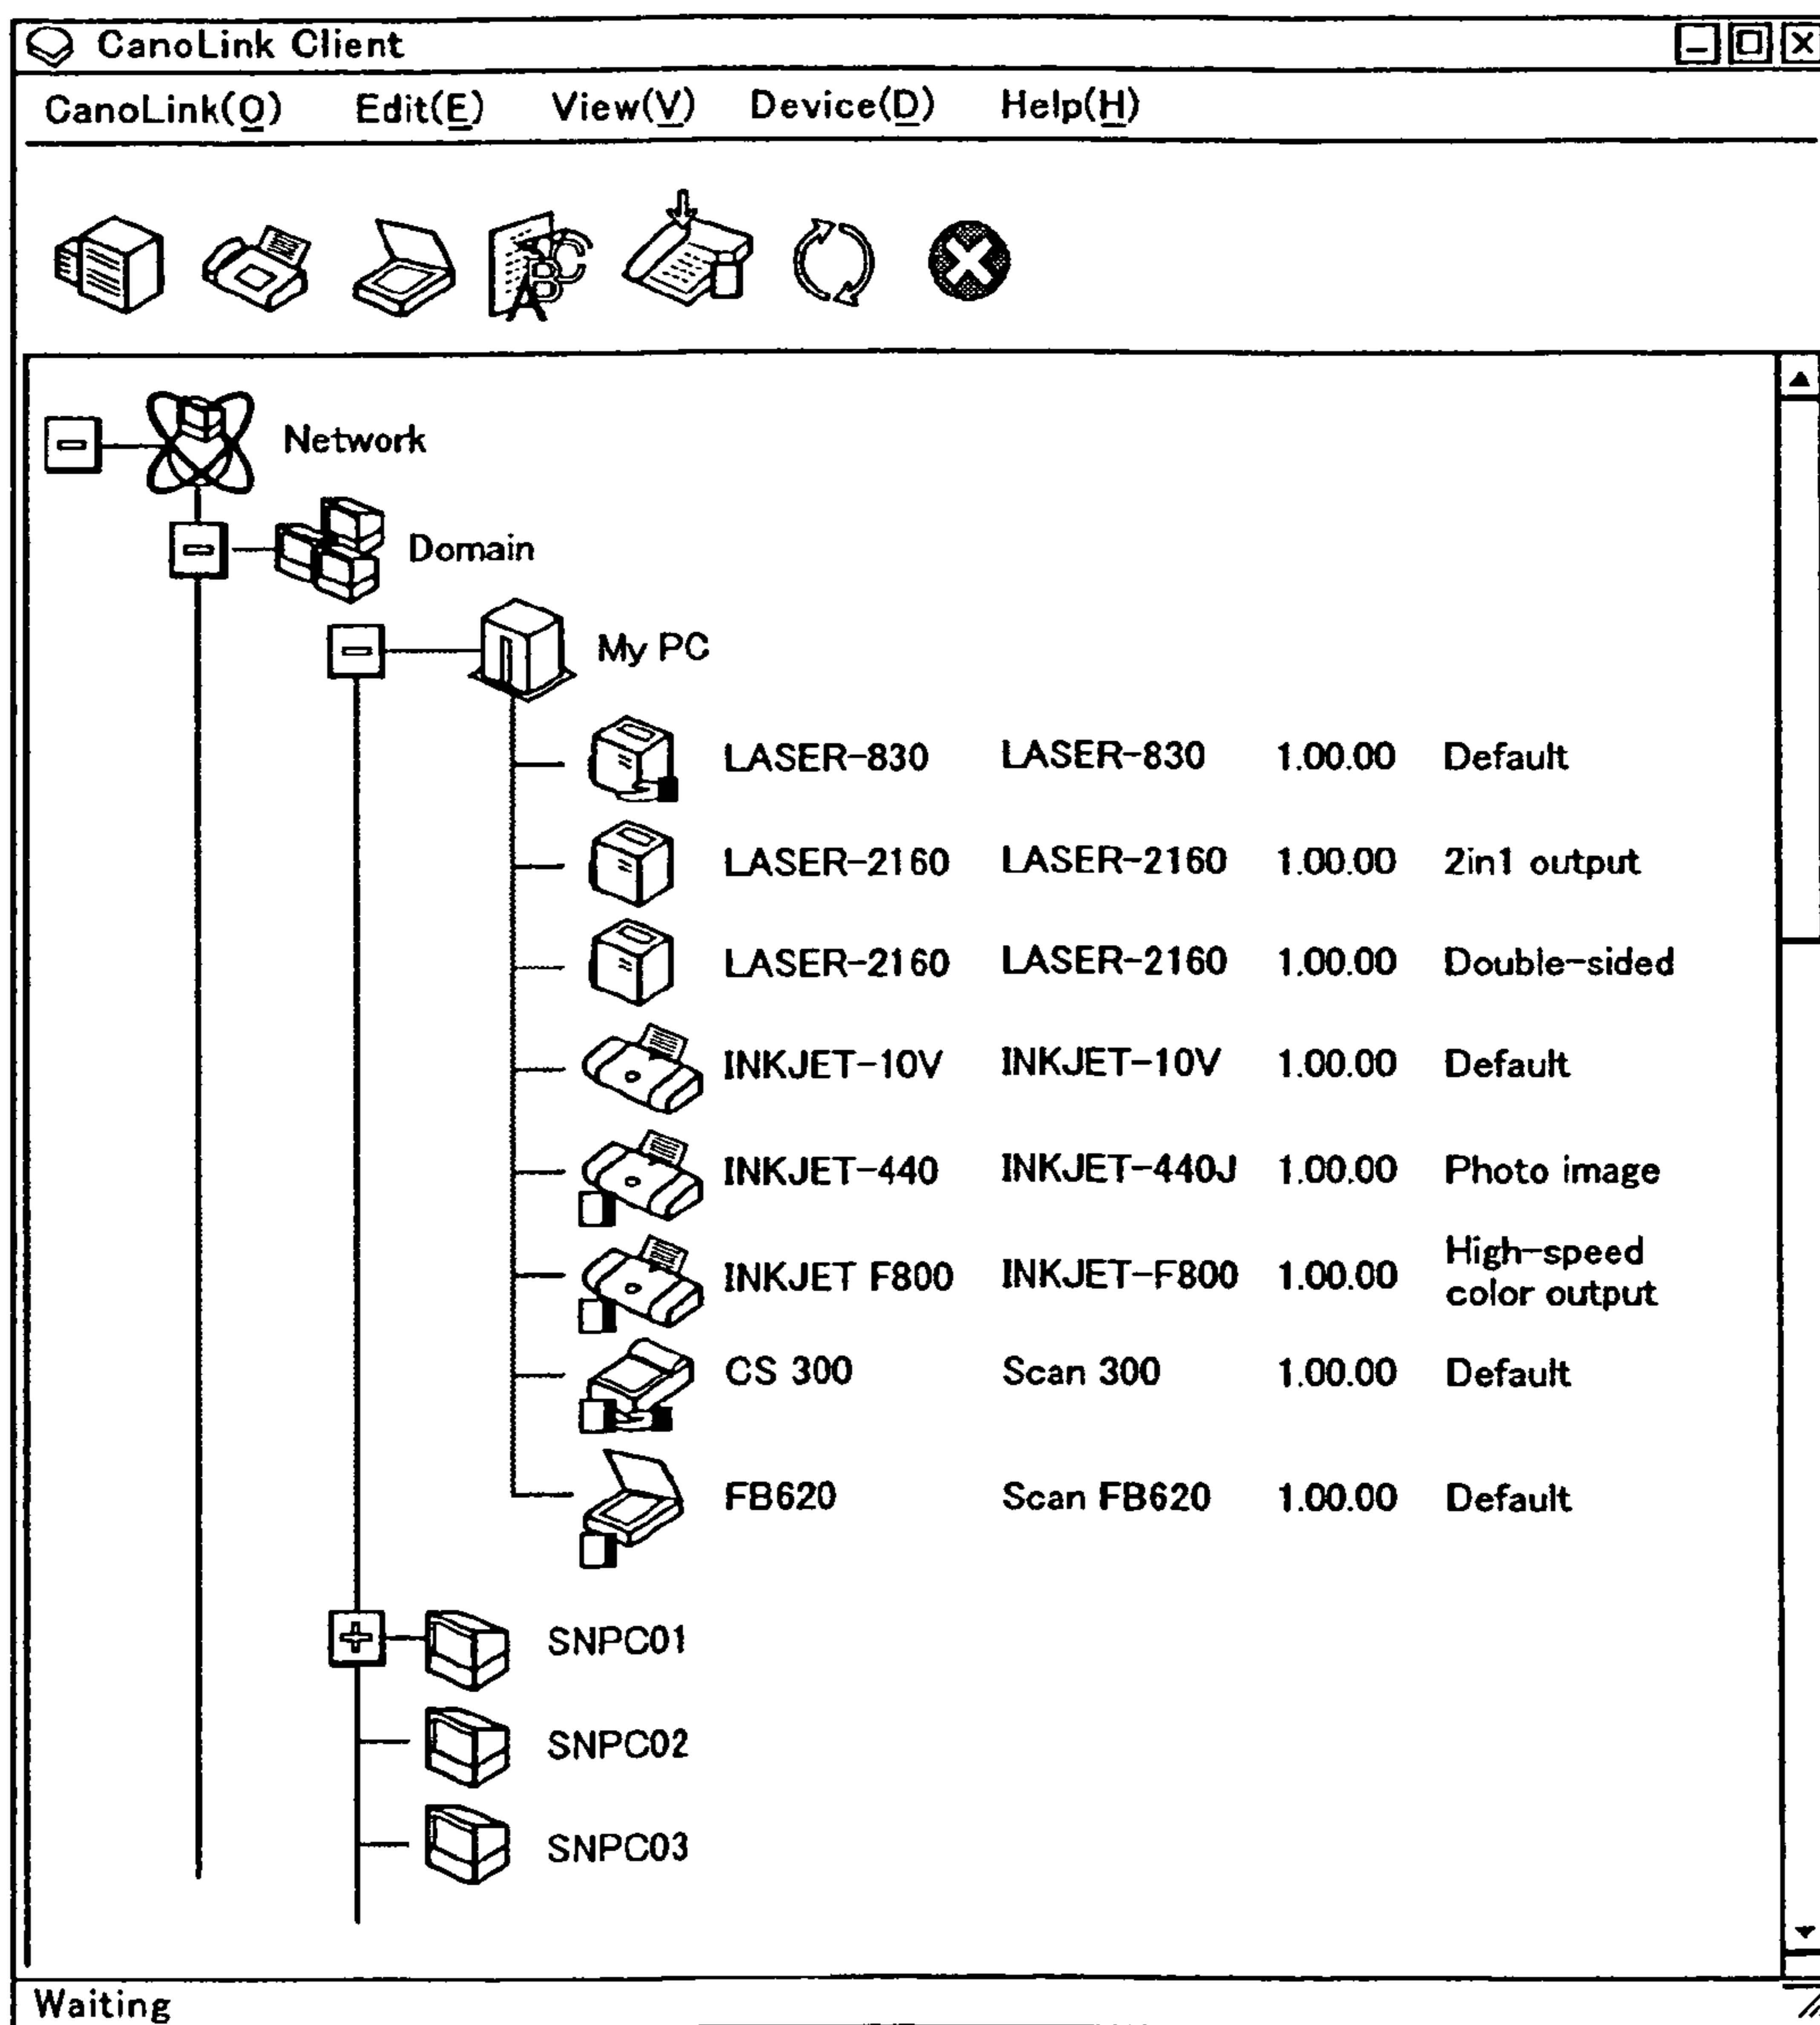 CanoLink Client
CanoLink(O) Edit(E) View(V) Device(D) Help(H)
Network
Domain
My PC
LASER-830 LASER-830 1.00.00 Default
LASER-2160 LASER-2160 1.00.00 2in1 output
LASER-2160 LASER-2160 1.00.00 Double-sided
INKJET-10V INKJET-10V 1.00.00 Default
INKJET-440 INKJET-440J 1.00.00 Photo image
INKJET F800 INKJET-F800 1.00.00 High-speed
color output
CS 300 Scan 300 1.00.00 Default
FB620 Scan FB620 1.00.00 Default
SNPC01
SNPC02
SNPC03
Waiting